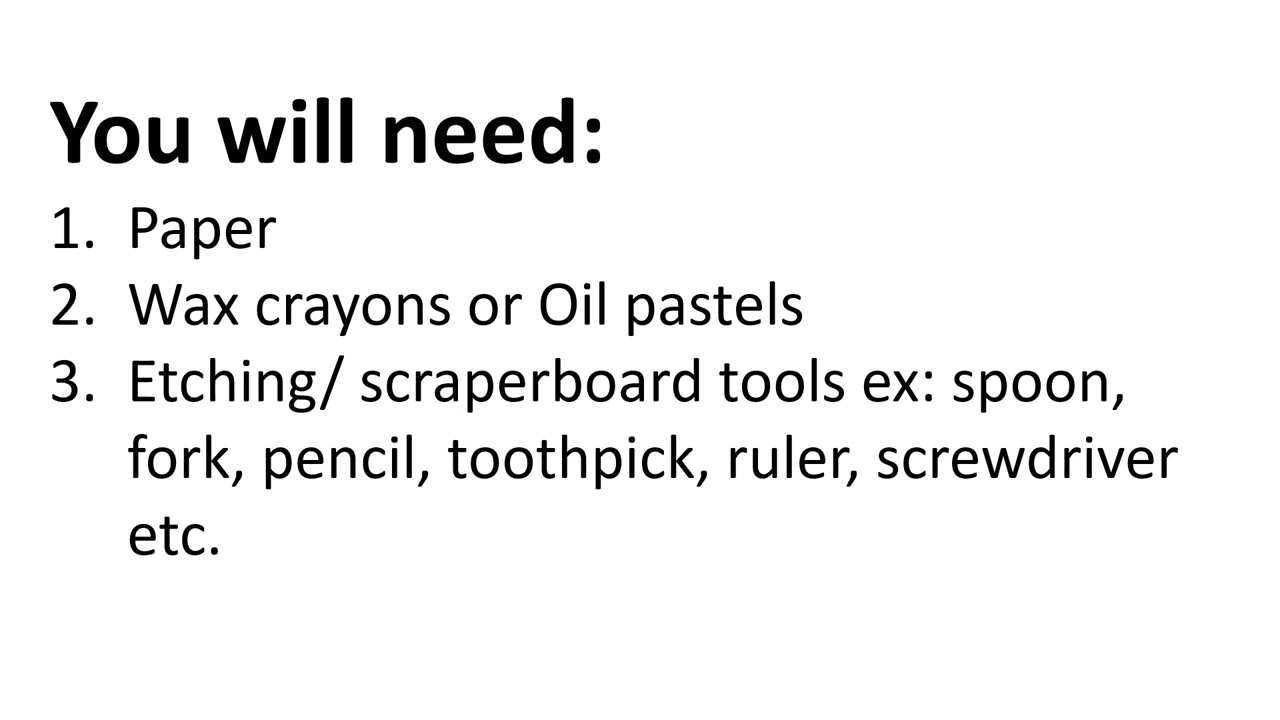 You will need:
1. Paper
2. Wax crayons or Oil pastels
3. Etching/ scraperboard tools ex: spoon,
fork, pencil, toothpick, ruler, screwdriver
etc.